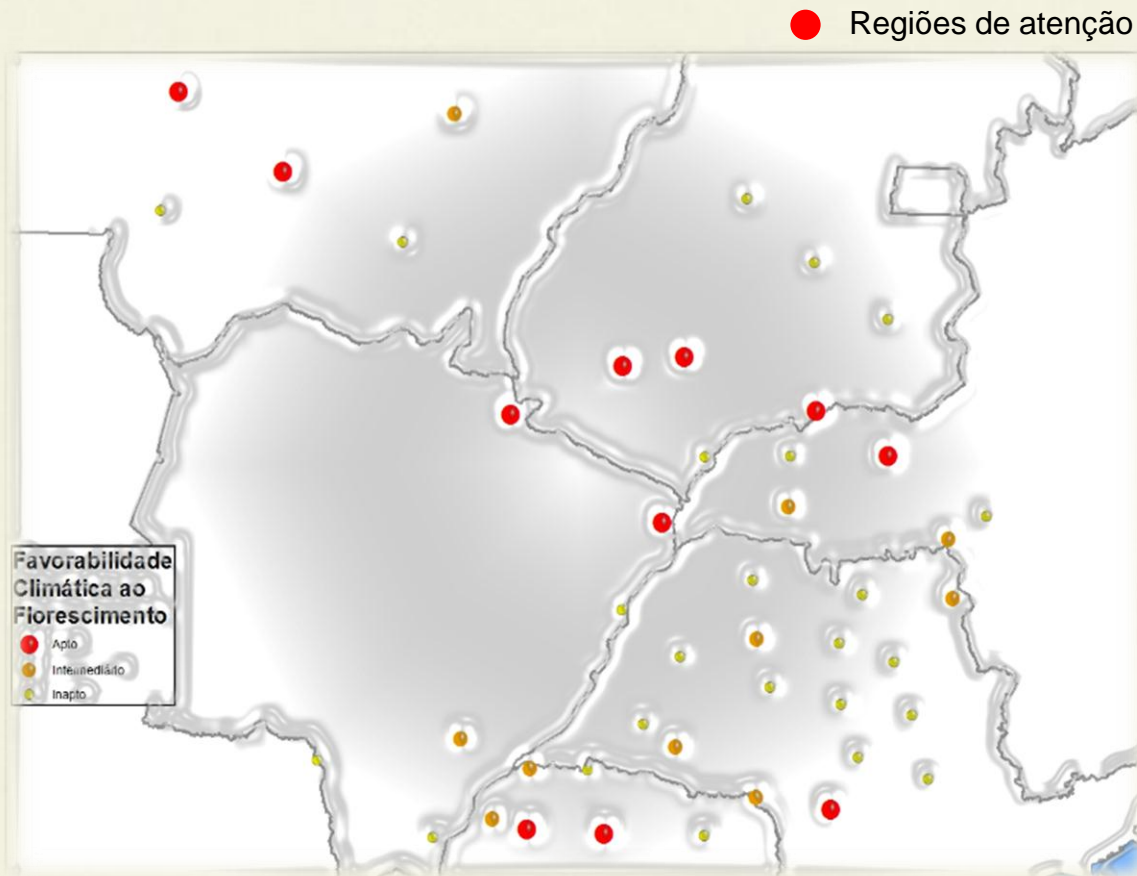 Regiões de atenção
Favorabilidade
Climática ao
Florescimento
Apto
Intermediário
Inapto